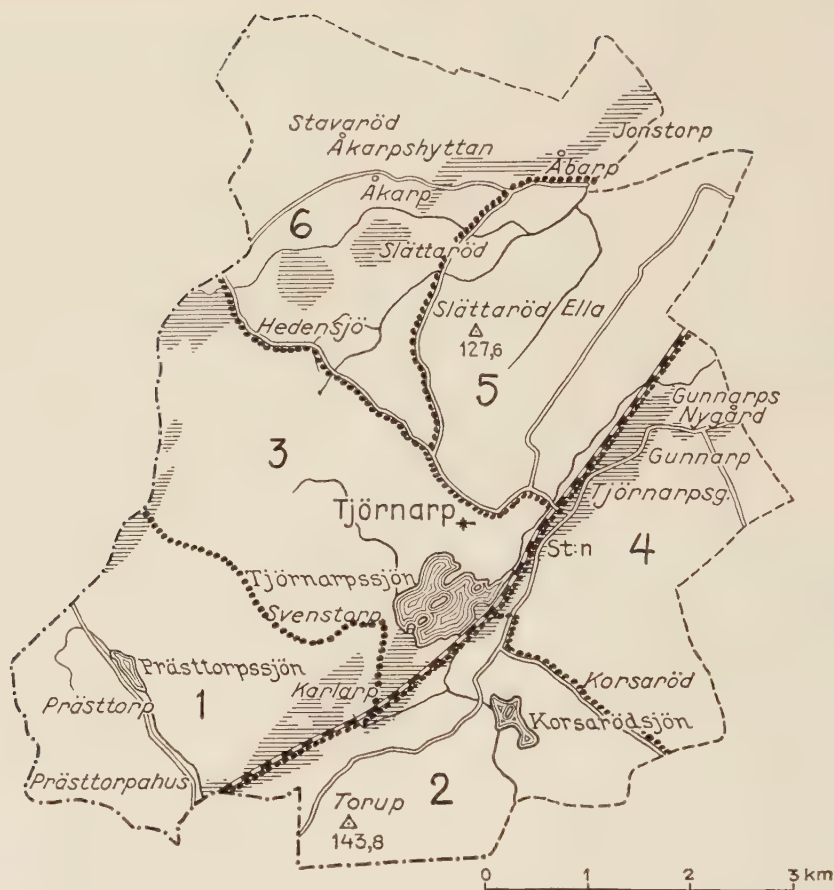 Stavaröd
Åkarpshyttan
Jonstorp
Åbarp
Åkarp
6
Slättaröd
Hedensjö
Slättaröd
127,6
Ella
5
Gunnarps
Nygård
Gunnarp
3
Tjörnarpsg.
Tjörnarp
St:n
4
Tjörnarpssjön
Svenstorp
Prästtorpssjön
Karlarp
Korsaröd
Prästtorp
1
Korsarödsjön
Prästtorpahus
2
Torup
143,8
0 1 2 3 km